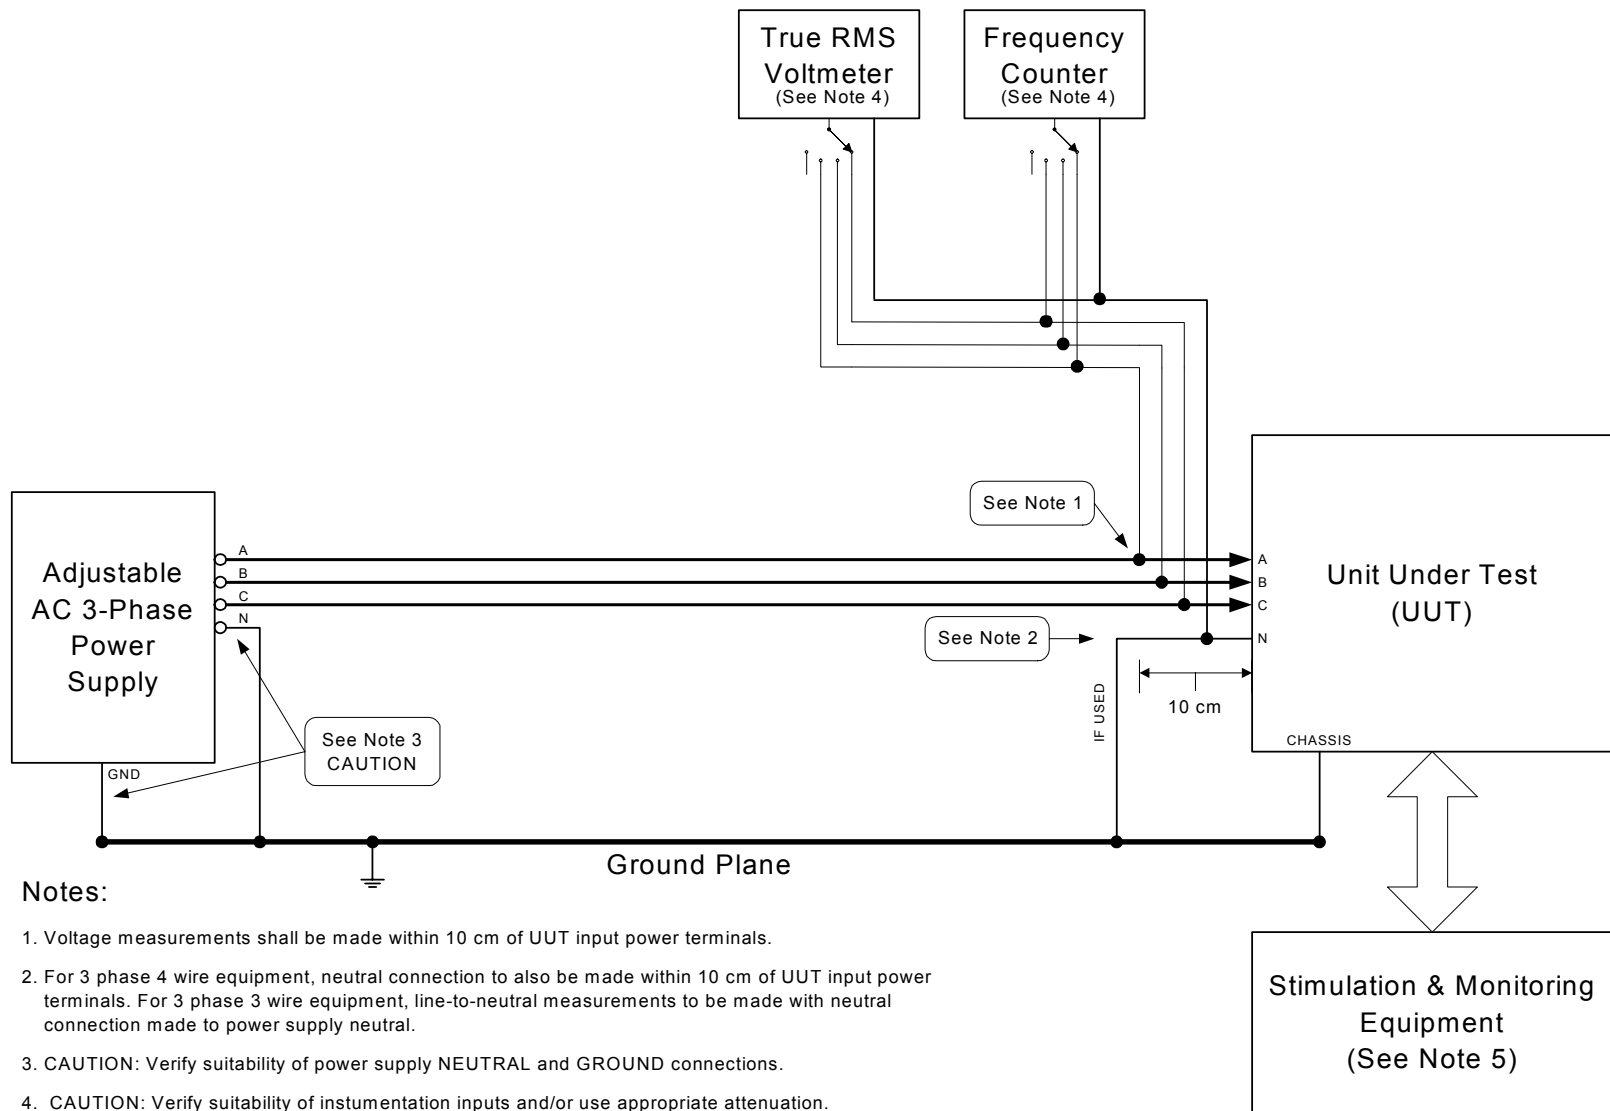 True RMS
Voltmeter
(See Note 4)
Frequency
Counter
(See Note 4)
See Note 1
Adjustable
AC 3-Phase
Power
Supply
A
B
C
N
A
B
C
N
Unit Under Test
(UUT)
See Note 2
IF USED
10 cm
See Note 3
CAUTION
CHASSIS
GND
Ground Plane
Notes:
1. Voltage measurements shall be made within 10 cm of UUT input power terminals.
2. For 3 phase 4 wire equipment, neutral connection to also be made within 10 cm of UUT input power
terminals. For 3 phase 3 wire equipment, line-to-neutral measurements to be made with neutral
connection made to power supply neutral.
3. CAUTION: Verify suitability of power supply NEUTRAL and GROUND connections.
4. CAUTION: Verify suitability of instumentation inputs and/or use appropriate attenuation.
Stimulation & Monitoring
Equipment
(See Note 5)